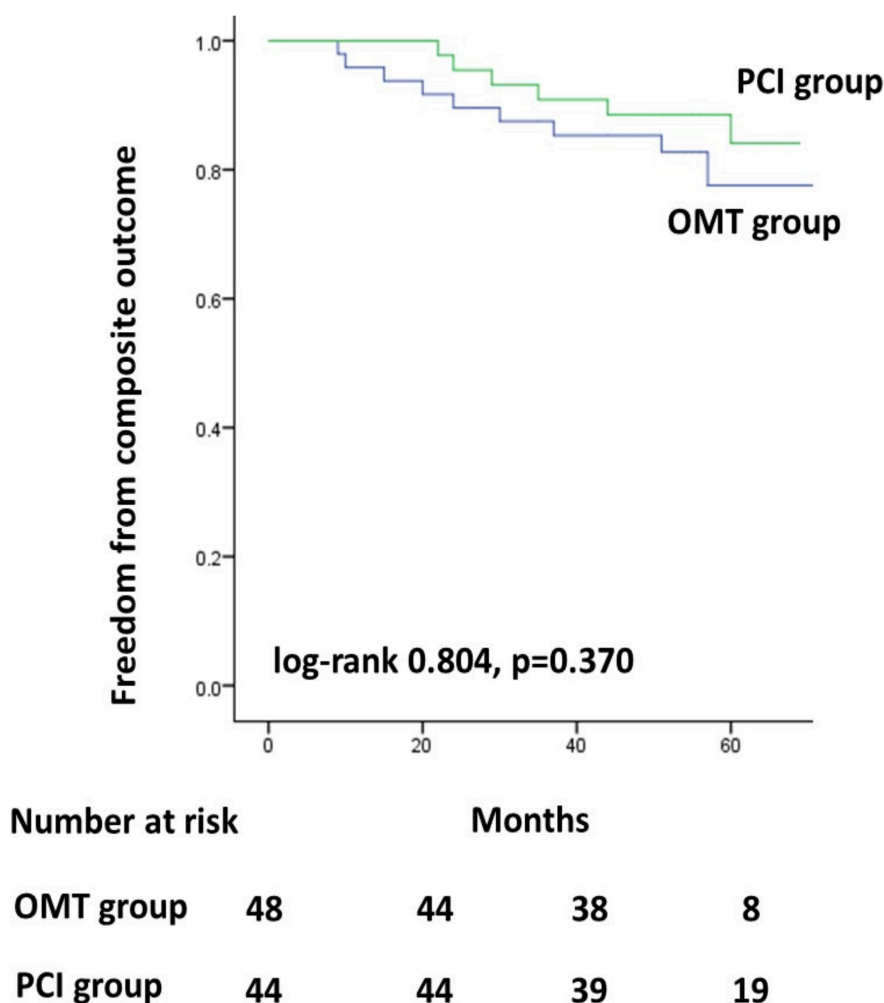 1.0
PCI group
0.8
OMT group
0.6
Freedom from composite outcome
0.4
0.2
log-rank 0.804, p=0.370
0.0
0 20 40 60
Number at risk Months
OMT group 48 44 38 8
PCI group 44 44 39 19